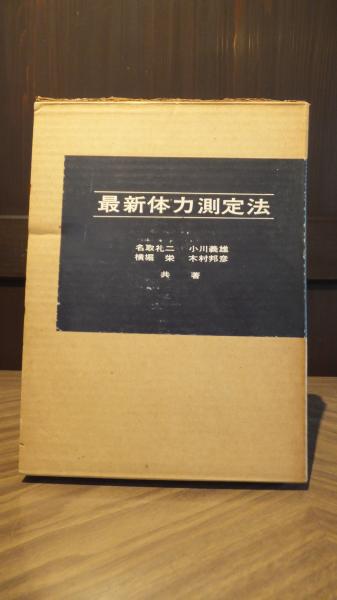 最新体力測定法
名取礼二　小川義雄
横堀　栄　木村邦彦
共　著